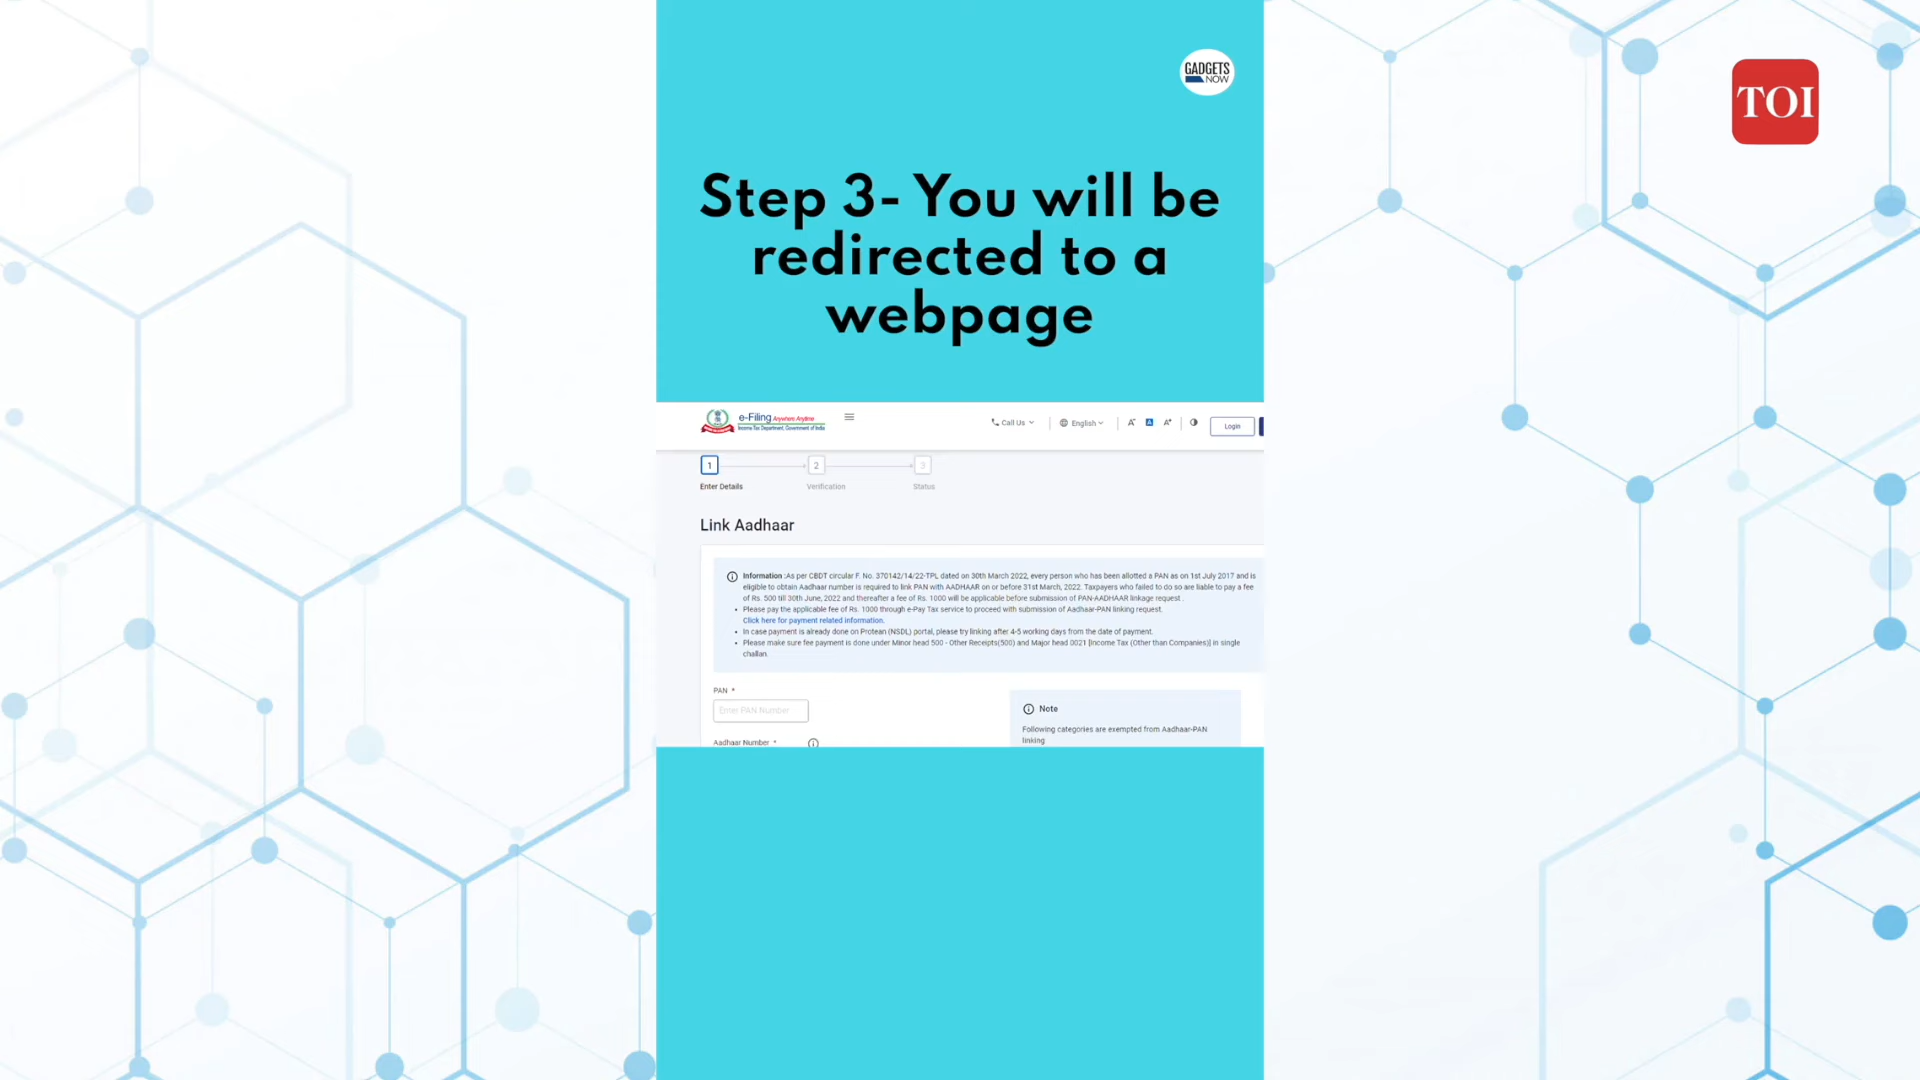 GADGETS
NOW
TOI
Step 3- You will be
redirected to a
webpage
e-Filing Anywhere Anytime
Income Tax Department, Government of India
Call Us
English
A-
A
A+
Login
1
2
3
Enter Details
Verification
Status
Link Aadhaar
Information :As per CBDT circular F. No. 370142/14/22-TPL dated on 30th March 2022, every person who has been allotted a PAN as on 1st July 2017 and is
eligible to obtain Aadhaar number is required to link PAN with AADHAAR on or before 31st March, 2022. Taxpayers who failed to do so are liable to pay a fee
of Rs. 500 till 30th June, 2022 and thereafter a fee of Rs. 1000 will be applicable before submission of PAN-AADHAAR linkage request .
• Please pay the applicable fee of Rs. 1000 through e-Pay Tax service to proceed with submission of Aadhaar-PAN linking request.
Click here for payment related information.
• In case payment is already done on Protean (NSDL) portal, please try linking after 4-5 working days from the date of payment.
• Please make sure fee payment is done under Minor head 500 - Other Receipts(500) and Major head 0021 [Income Tax (Other than Companies)] in single
challan.
PAN *
Enter PAN Number
Aadhaar Number *
Note
Following categories are exempted from Aadhaar-PAN
linking